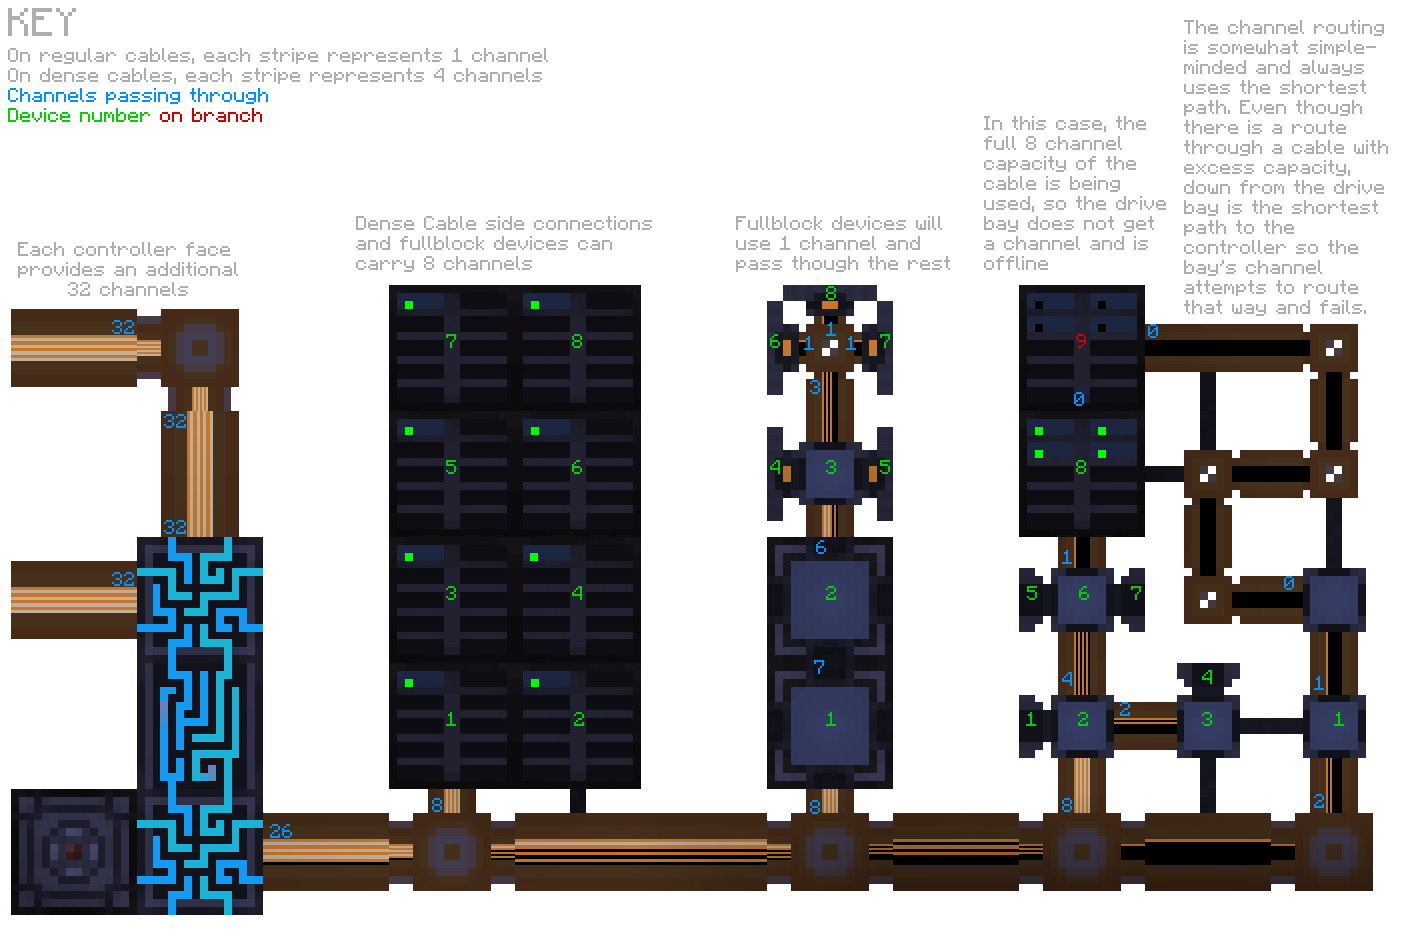 KEY
On regular cables, each stripe represents 1 channel
On dense cables, each stripe represents 4 channels
Channels passing through
Device number on branch
Each controller face
provides an additional
32 channels
Dense Cable side connections
and fullblock devices can
carry 8 channels
Fullblock devices will
use 1 channel and
pass though the rest
In this case, the
full 8 channel
capacity of the
cable is being
used, so the drive
bay does not get
a channel and is
offline
The channel routing
is somewhat simple-
minded and always
uses the shortest
path. Even though
there is a route
through a cable with
excess capacity,
down from the drive
bay is the shortest
path to the
controller so the
bay's channel
attempts to route
that way and fails.
32
32
32
32
26
7 8
5 6
3 4
1 2
8
8
1
6 1 1 7
3
4 3 5
6
2
7
1
8
0
9
0
8
1
5 6 7
0
4
4
1
1 2 2 3 1
8
2